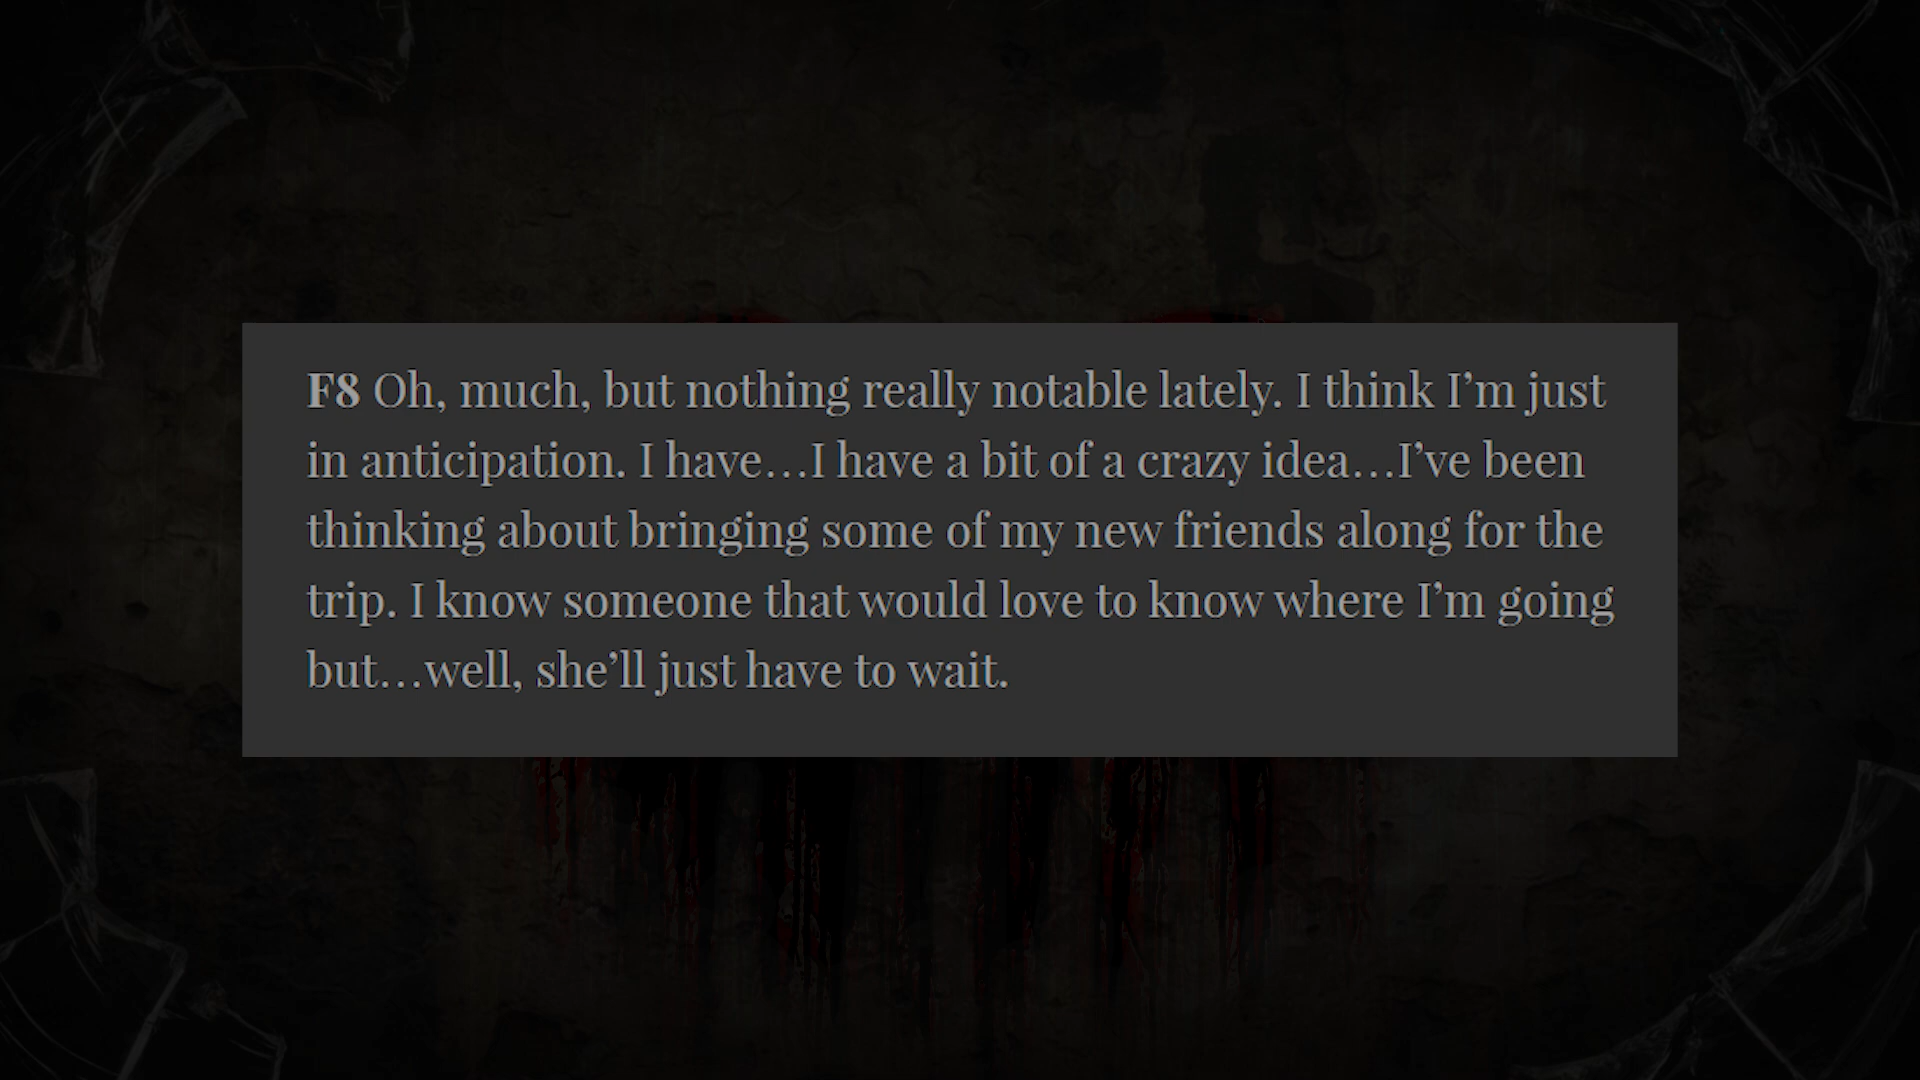 F8 Oh, much, but nothing really notable lately. I think I’m just
in anticipation. I have…I have a bit of a crazy idea…I’ve been
thinking about bringing some of my new friends along for the
trip. I know someone that would love to know where I’m going
but…well, she’ll just have to wait.